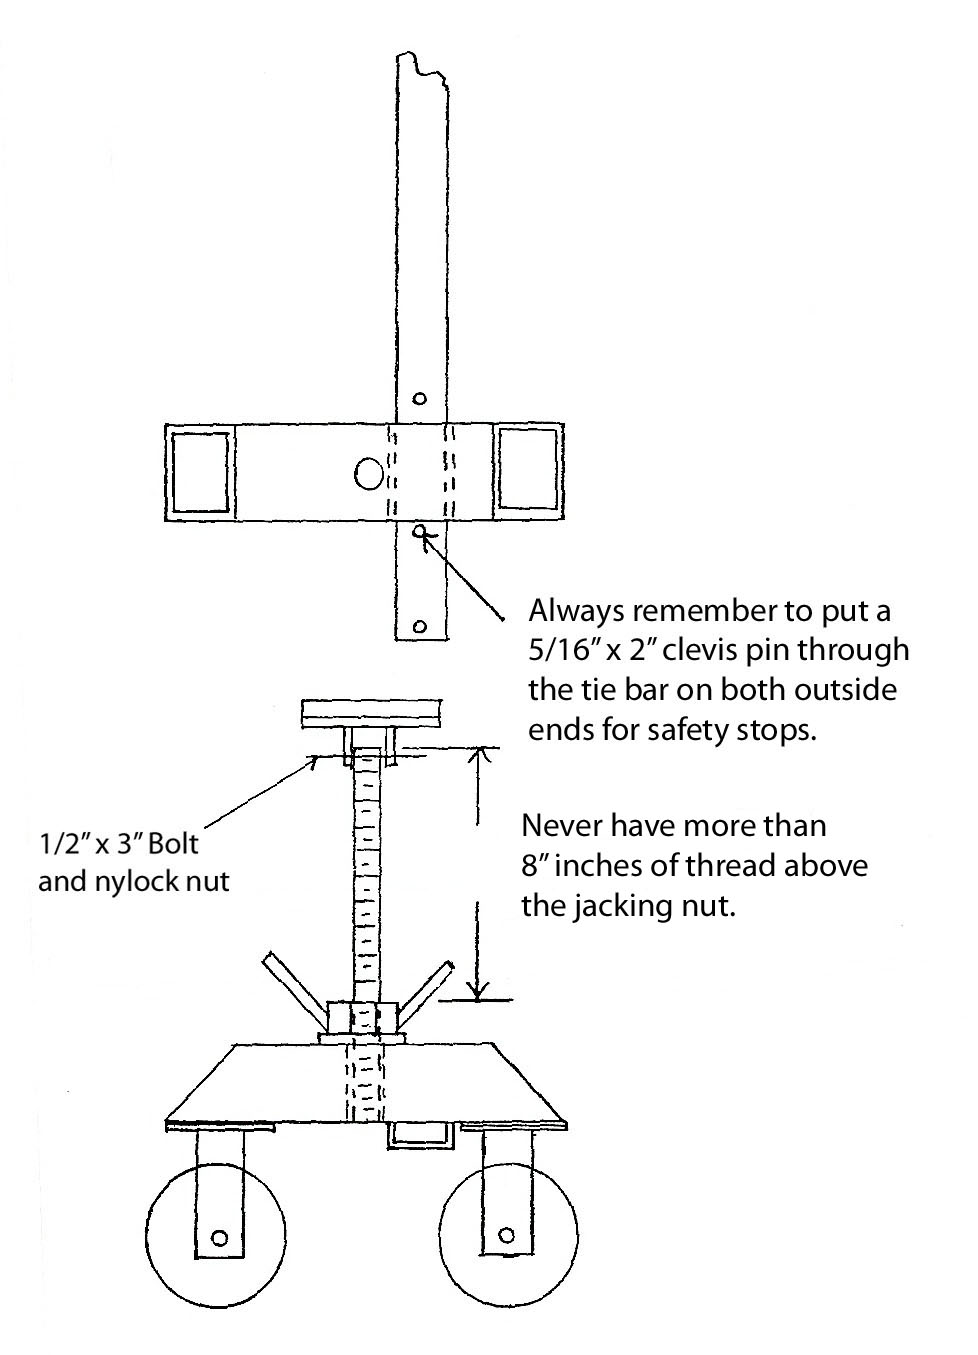 Always remember to put a
5/16” x 2” clevis pin through
the tie bar on both outside
ends for safety stops.
1/2” x 3” Bolt
and nylock nut
Never have more than
8” inches of thread above
the jacking nut.